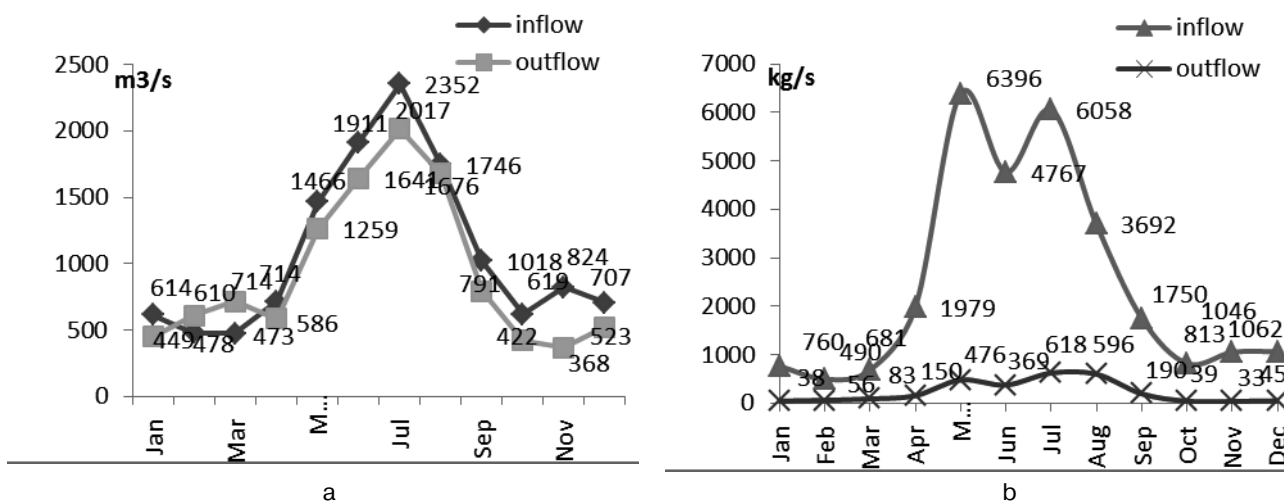 inflow
outflow
m3/s
2500
2000
1500
1000
500
0
614
478
473
714
1466
1911
2352
1746
1018
619
824
707
449
610
714
586
1259
1641
2017
1676
791
422
368
523
Jan
Mar
M...
Jul
Sep
Nov
a
inflow
outflow
kg/s
7000
6000
5000
4000
3000
2000
1000
0
760
490
681
1979
6396
4767
6058
3692
1750
813
1046
1062
38
56
83
150
476
369
618
596
190
39
33
45
Jan
Feb
Mar
Apr
M...
Jun
Jul
Aug
Sep
Oct
Nov
Dec
b